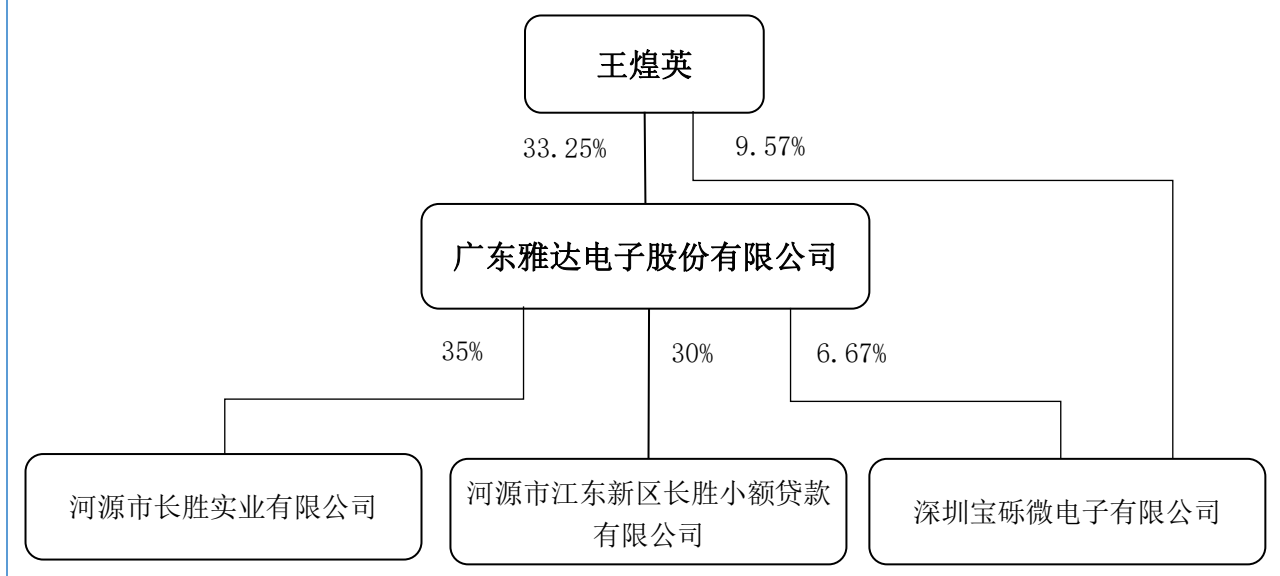 王煌英
33.25%
9.57%
广东雅达电子股份有限公司
35%
30%
6.67%
河源市长胜实业有限公司
河源市江东新区长胜小额贷款
有限公司
深圳宝砾微电子有限公司